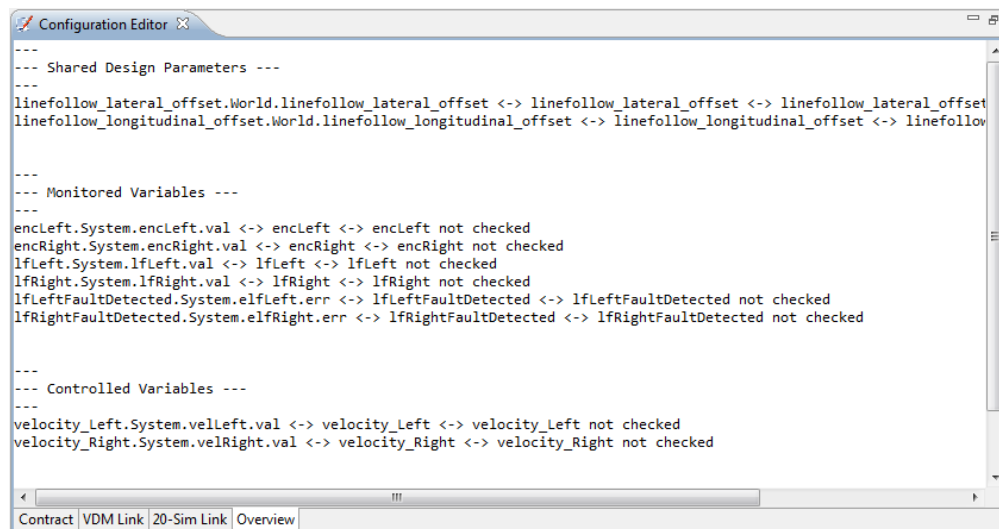 Configuration Editor
---
--- Shared Design Parameters ---
---
linefollow_lateral_offset.World.linefollow_lateral_offset <-> linefollow_lateral_offset <-> linefollow_lateral_offset
linefollow_longitudinal_offset.World.linefollow_longitudinal_offset <-> linefollow_longitudinal_offset <-> linefollow
---
--- Monitored Variables ---
---
encLeft.System.encLeft.val <-> encLeft <-> encLeft not checked
encRight.System.encRight.val <-> encRight <-> encRight not checked
lfLeft.System.lfLeft.val <-> lfLeft <-> lfLeft not checked
lfRight.System.lfRight.val <-> lfRight <-> lfRight not checked
lfLeftFaultDetected.System.elfLeft.err <-> lfLeftFaultDetected <-> lfLeftFaultDetected not checked
lfRightFaultDetected.System.elfRight.err <-> lfRightFaultDetected <-> lfRightFaultDetected not checked
---
--- Controlled Variables ---
---
velocity_Left.System.velLeft.val <-> velocity_Left <-> velocity_Left not checked
velocity_Right.System.velRight.val <-> velocity_Right <-> velocity_Right not checked
Contract VDM Link 20-Sim Link Overview